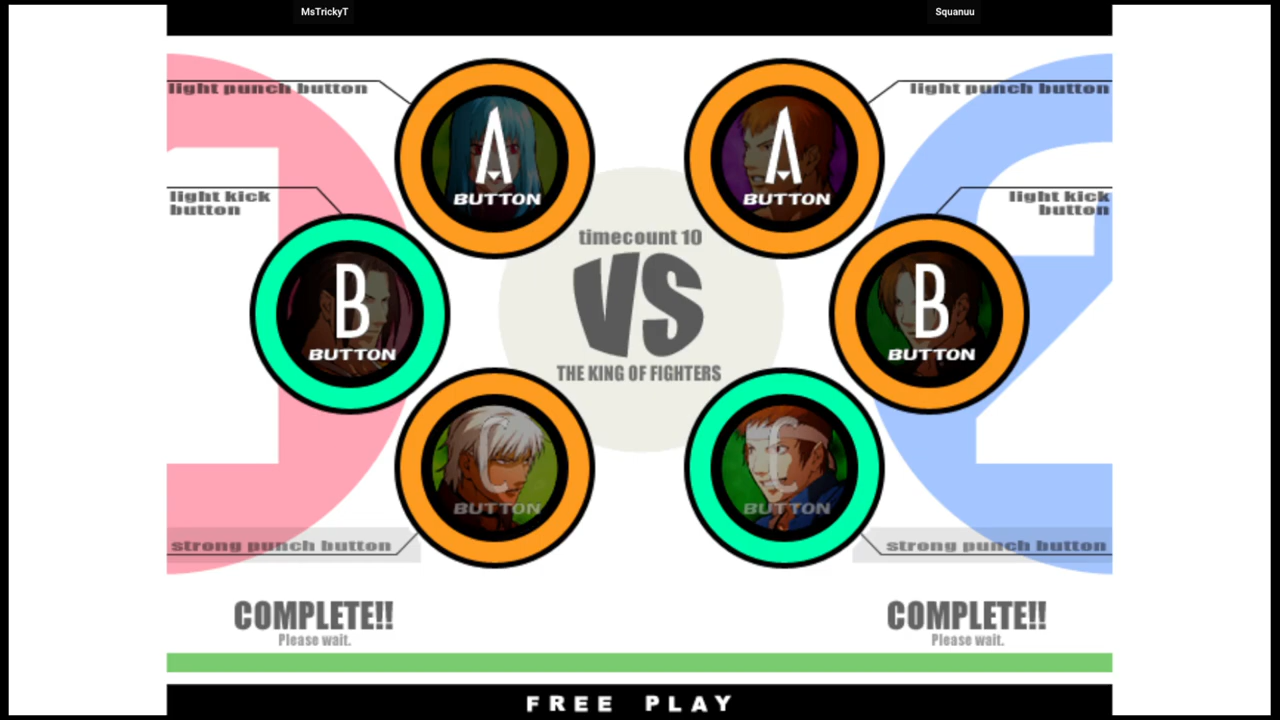 MsTrickyT
Squanuu
light punch button
A
BUTTON
A
BUTTON
light punch button
light kick
button
B
BUTTON
timecount 10
VS
THE KING OF FIGHTERS
light kick
button
B
BUTTON
C
BUTTON
C
BUTTON
strong punch button
strong punch button
COMPLETE!!
Please wait.
COMPLETE!!
Please wait.
1
2
FREE PLAY